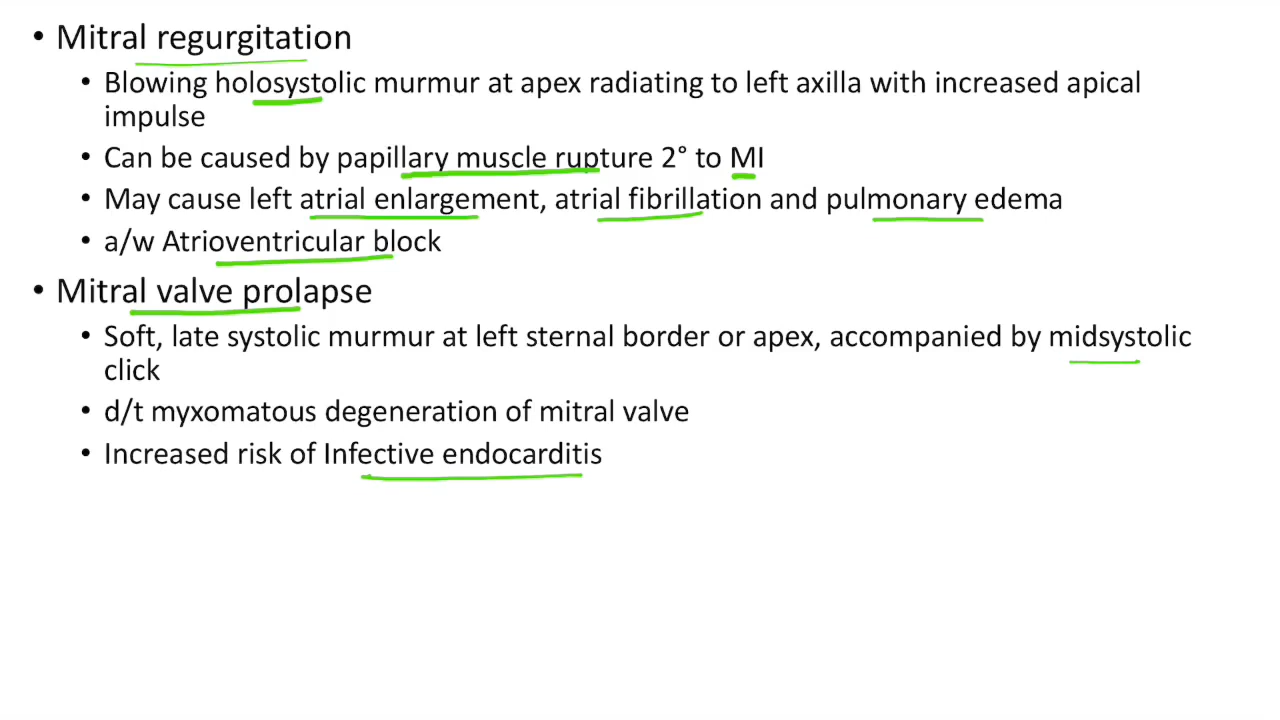 • Mitral regurgitation
• Blowing holosystolic murmur at apex radiating to left axilla with increased apical
impulse
• Can be caused by papillary muscle rupture 2° to MI
• May cause left atrial enlargement, atrial fibrillation and pulmonary edema
• a/w Atrioventricular block
• Mitral valve prolapse
• Soft, late systolic murmur at left sternal border or apex, accompanied by midsystolic
click
• d/t myxomatous degeneration of mitral valve
• Increased risk of Infective endocarditis